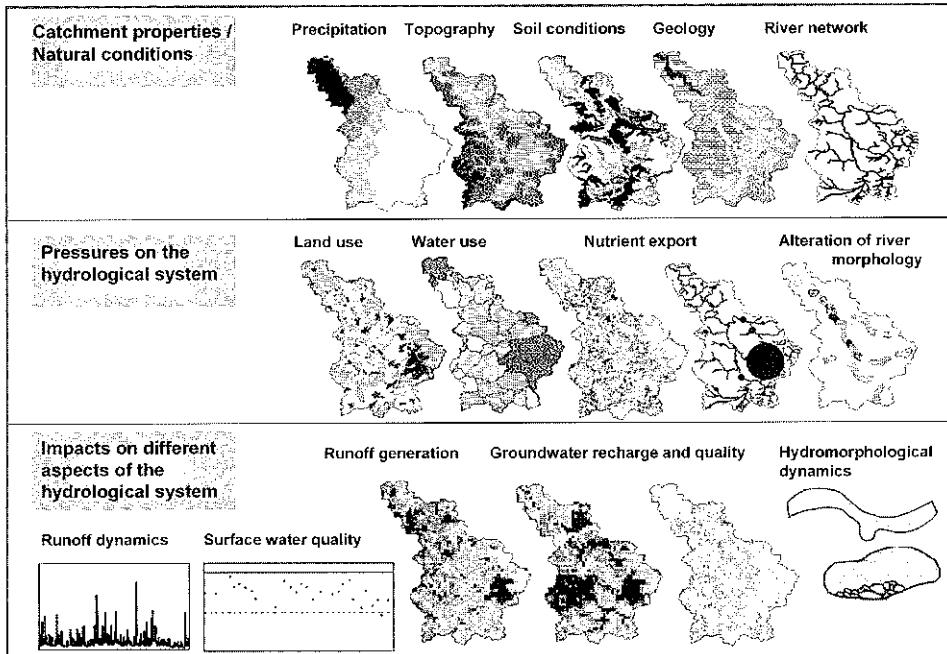 Catchment properties /
Natural conditions
Precipitation
Topography
Soil conditions
Geology
River network
Pressures on the
hydrological system
Land use
Water use
Nutrient export
Alteration of river
morphology
Impacts on different
aspects of the
hydrological system
Runoff generation
Groundwater recharge and quality
Hydromorphological
dynamics
Runoff dynamics
Surface water quality